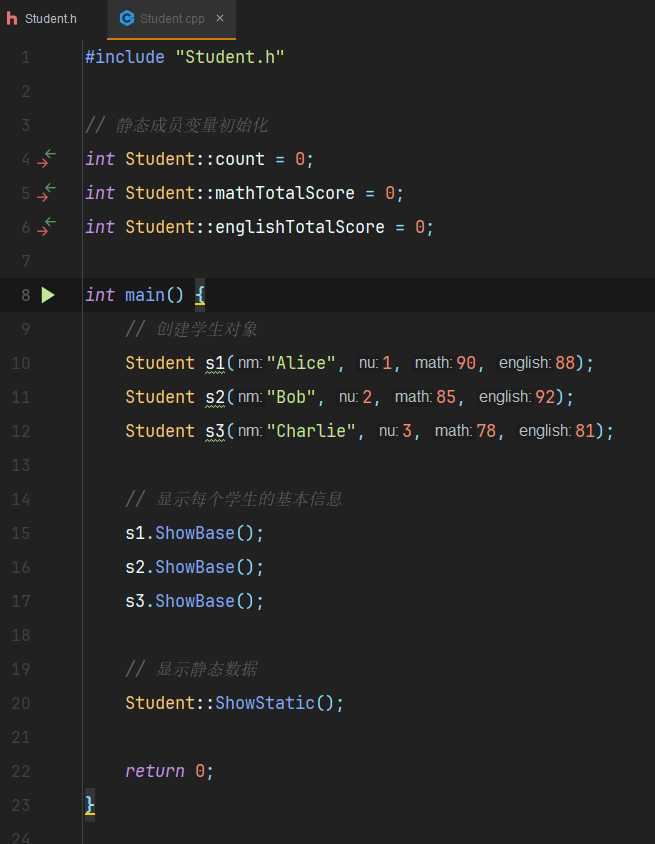 Student.h
Student.cpp ×
1 #include "Student.h"
2
3 // 静态成员变量初始化
4 int Student::count = 0;
5 int Student::mathTotalScore = 0;
6 int Student::englishTotalScore = 0;
7
8 int main() {
9 // 创建学生对象
10 Student s1(nm: "Alice", nu: 1, math: 90, english: 88);
11 Student s2(nm: "Bob", nu: 2, math: 85, english: 92);
12 Student s3(nm: "Charlie", nu: 3, math: 78, english: 81);
13
14 // 显示每个学生的基本信息
15 s1.ShowBase();
16 s2.ShowBase();
17 s3.ShowBase();
18
19 // 显示静态数据
20 Student::ShowStatic();
21
22 return 0;
23 }
24